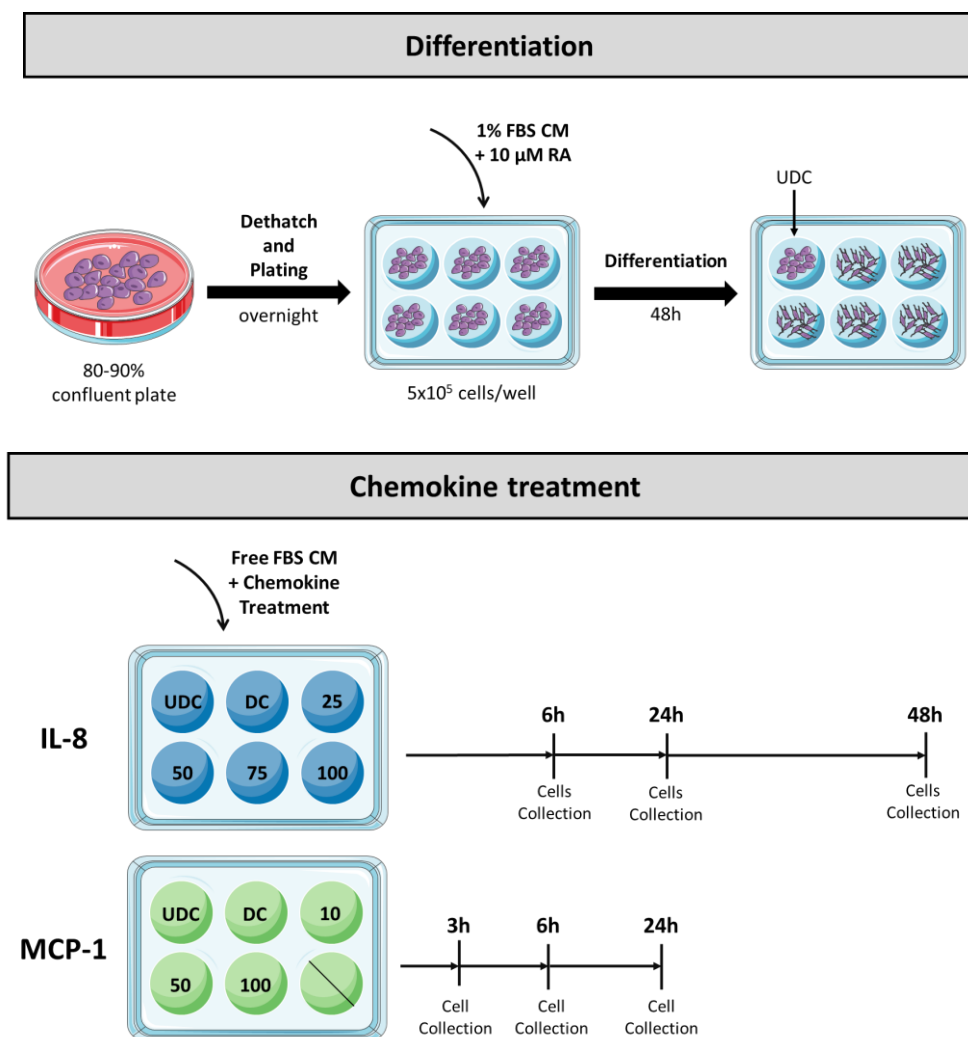 Differentiation
1% FBS CM
+ 10 µM RA
UDC
Dethatch
and
Plating
overnight
Differentiation
48h
80-90%
confluent plate
5x10⁵ cells/well
Chemokine treatment
Free FBS CM
+ Chemokine
Treatment
IL-8
UDC DC 25
50 75 100
6h 24h 48h
Cells
Collection
Cells
Collection
Cells
Collection
MCP-1
UDC DC 10
50 100
3h 6h 24h
Cell
Collection
Cell
Collection
Cell
Collection